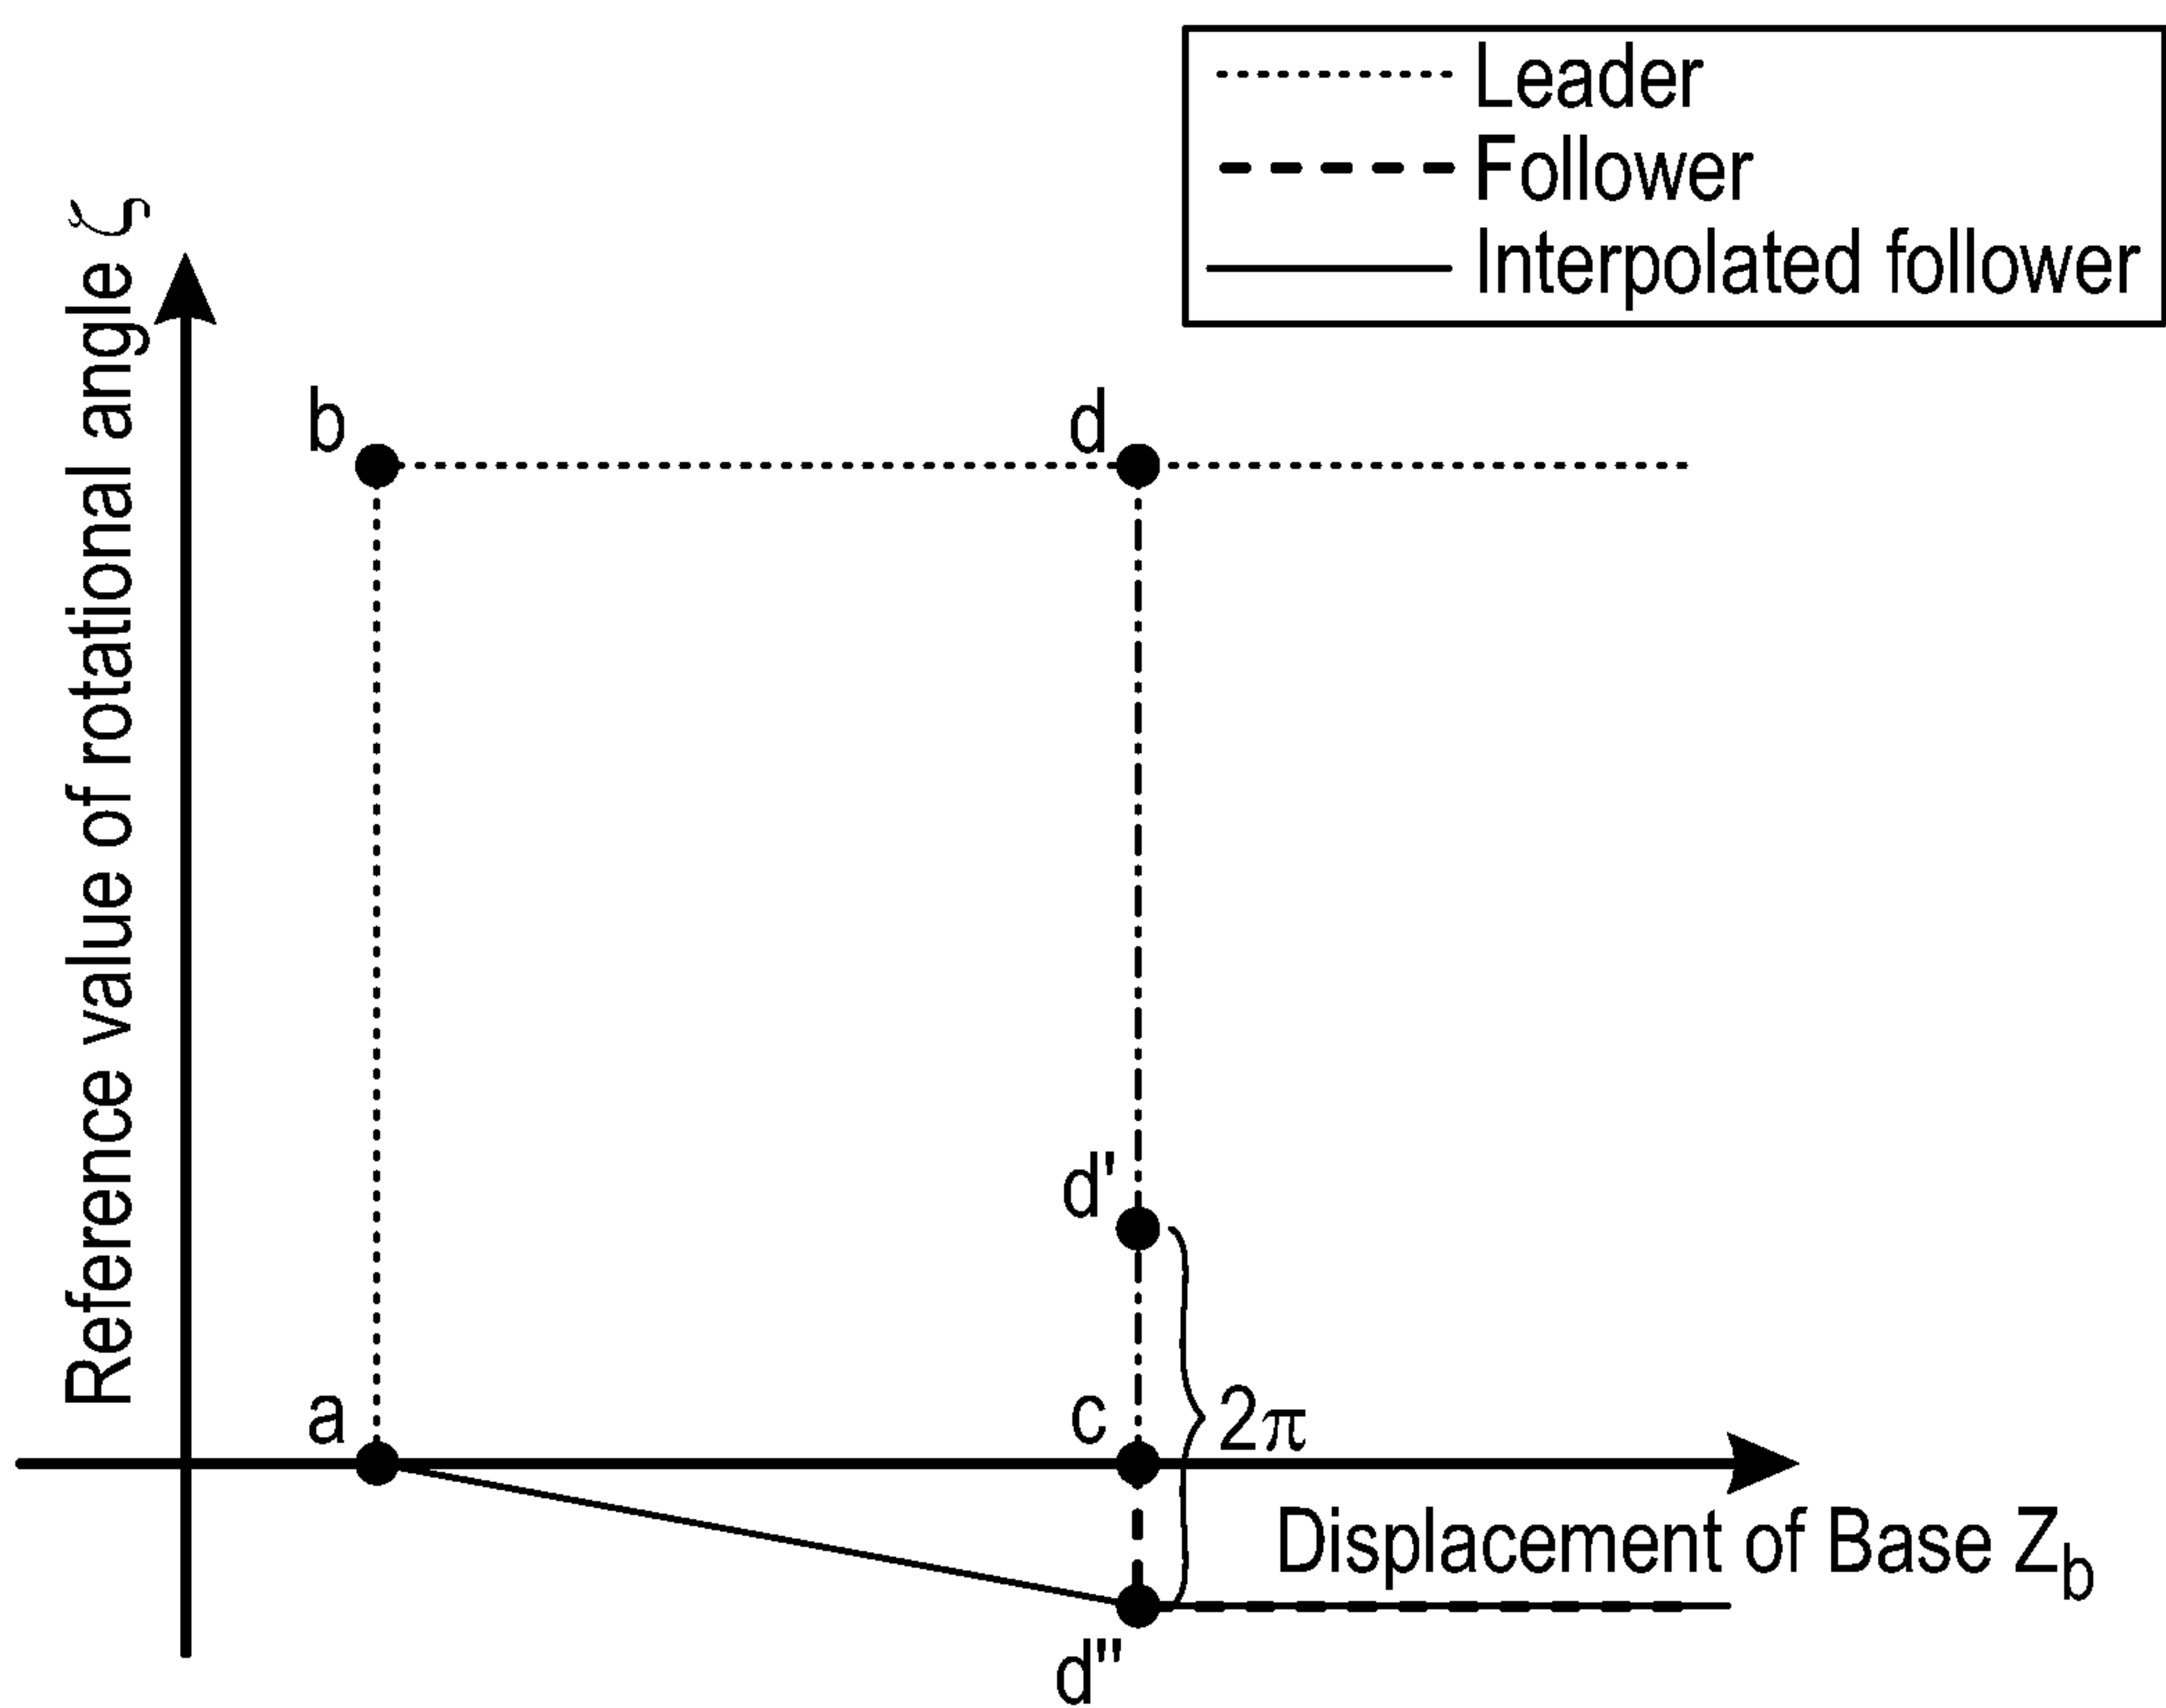 Leader
Follower
Interpolated follower
Reference value of rotational angle ζ
b
d
d'
a
c
2π
Displacement of Base Z_b
d"